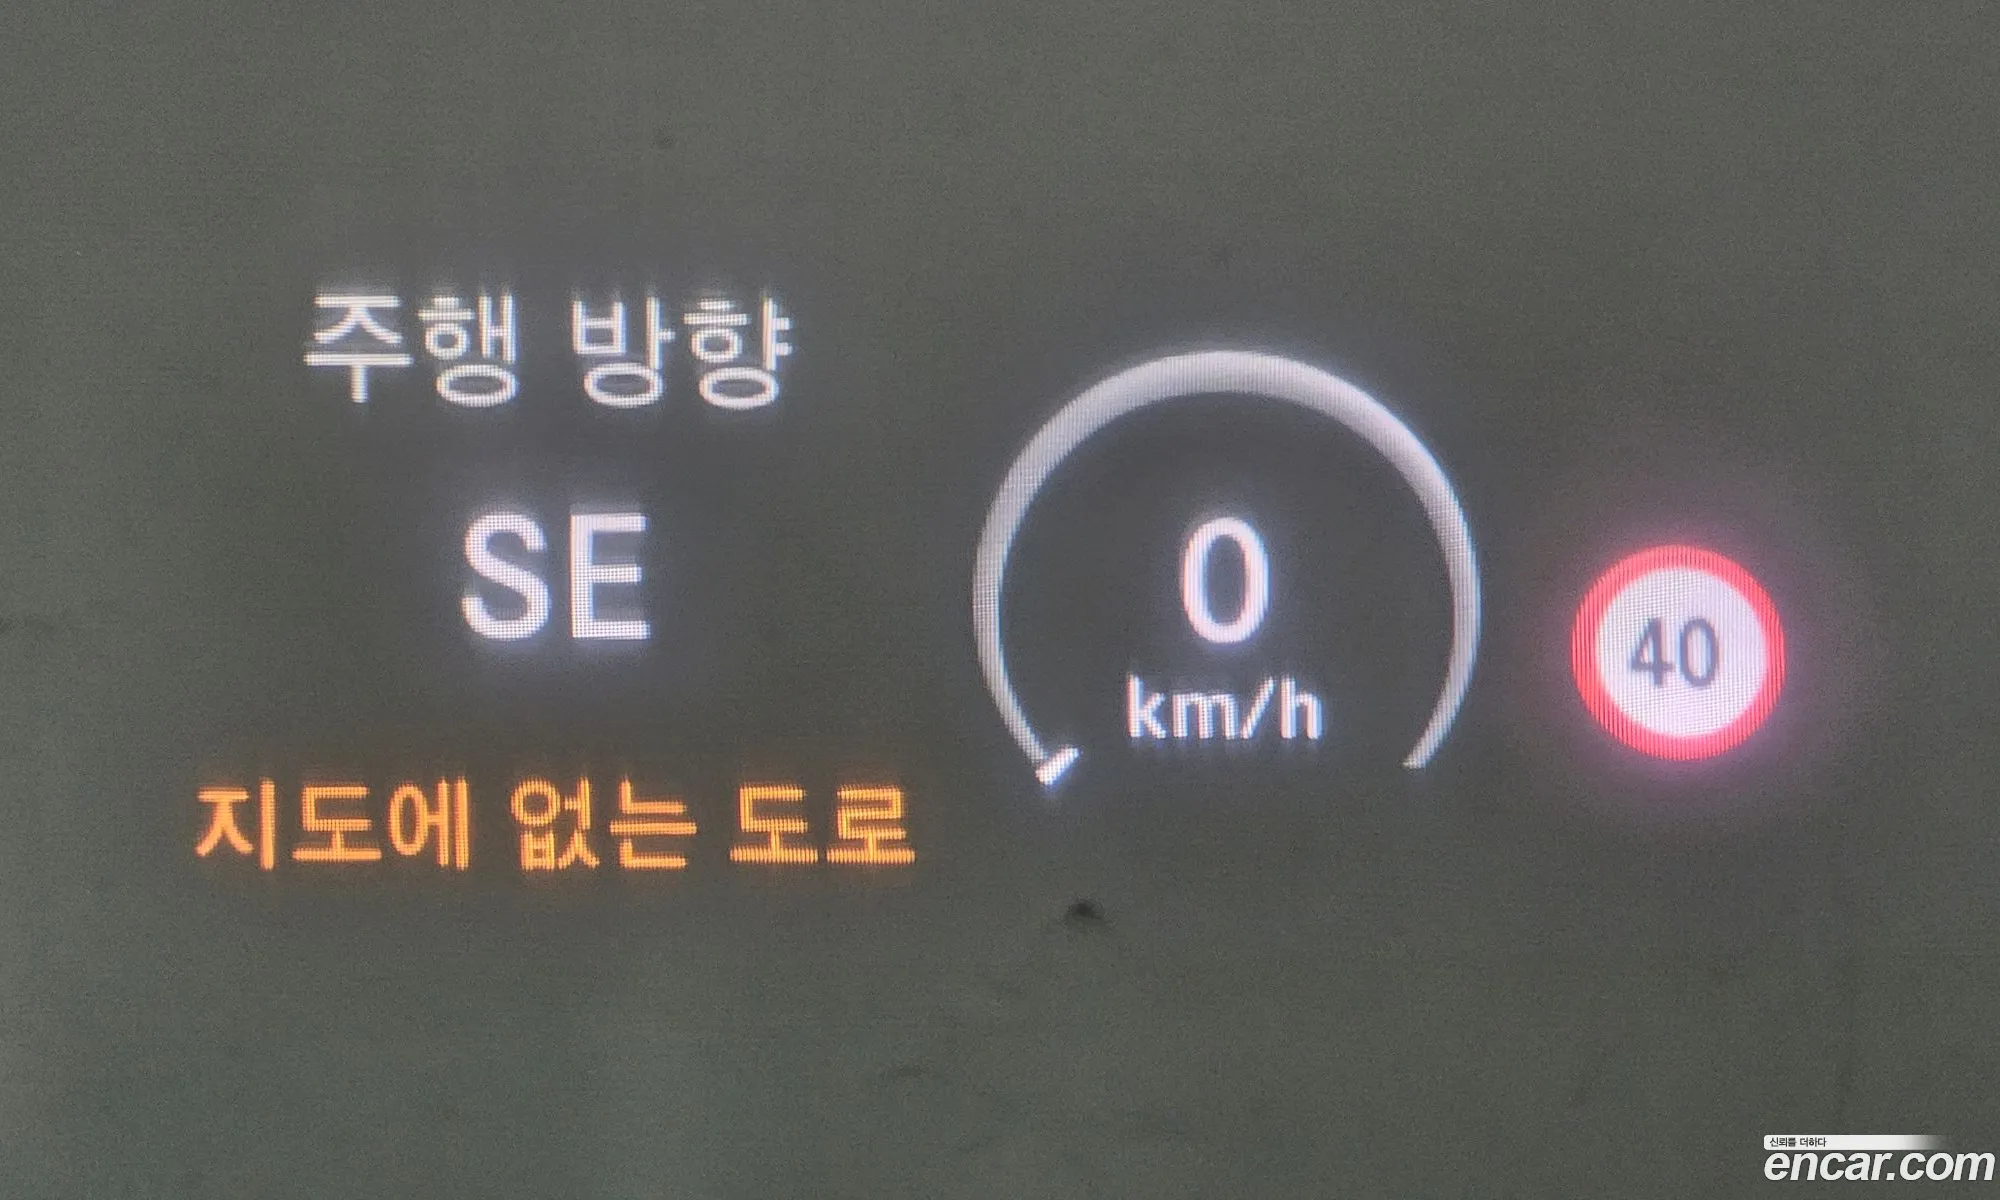 주행 방향
SE
지도에 없는 도로
0
km/h
40
신뢰를 더하다
encar.com